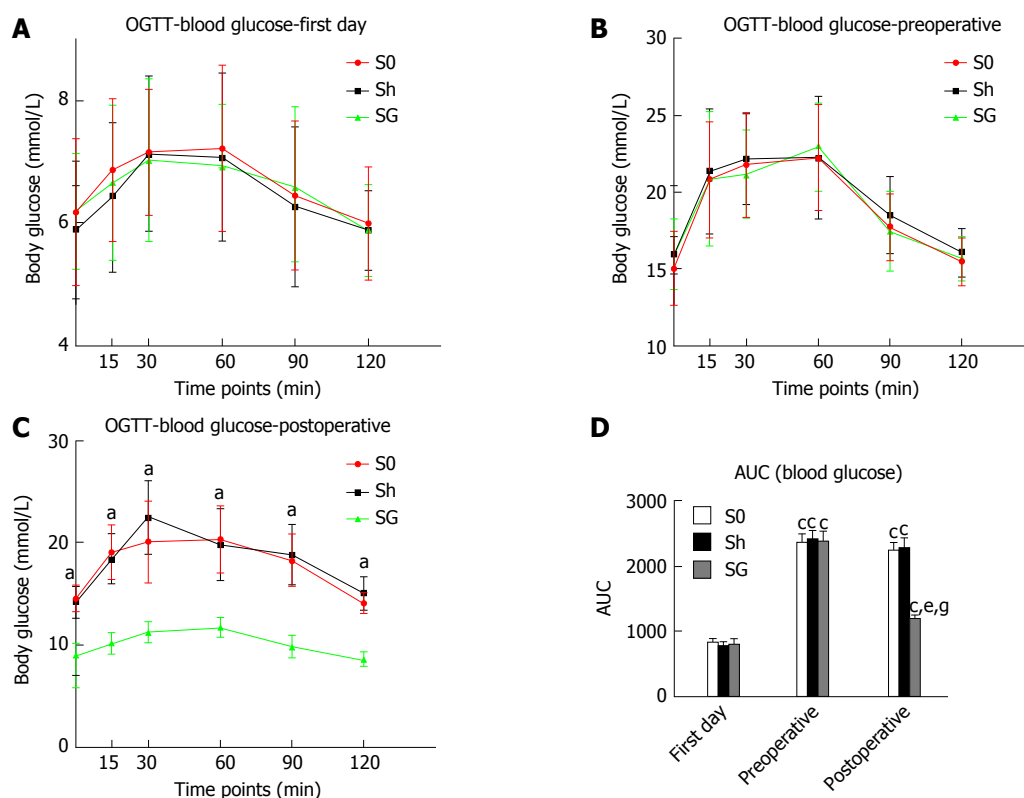 A
OGTT-blood glucose-first day
Body glucose (mmol/L)
8
6
4
S0
Sh
SG
15 30 60 90 120
Time points (min)
B
OGTT-blood glucose-preoperative
Body glucose (mmol/L)
30
25
20
15
10
S0
Sh
SG
15 30 60 90 120
Time points (min)
C
OGTT-blood glucose-postoperative
Body glucose (mmol/L)
30
20
10
0
S0
Sh
SG
a a a a a a
15 30 60 90 120
Time points (min)
D
AUC (blood glucose)
AUC
3000
2000
1000
0
S0
Sh
SG
c c c
c c
c,e,g
First day
Preoperative
Postoperative